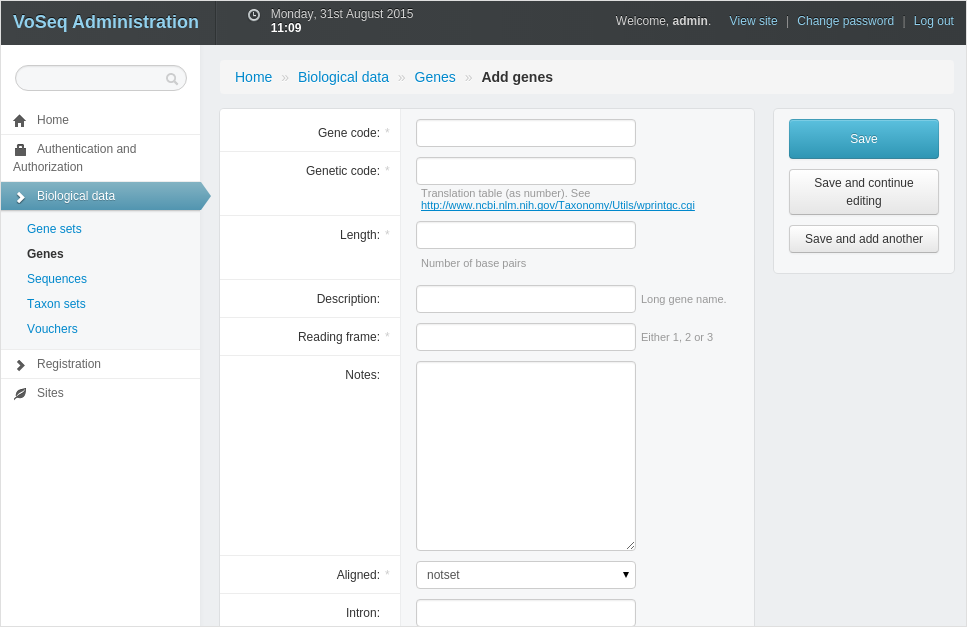 VoSeq Administration
Monday, 31st August 2015
11:09
Welcome, admin. View site | Change password | Log out
Home
Authentication and
Authorization
Biological data
Gene sets
Genes
Sequences
Taxon sets
Vouchers
Registration
Sites
Home » Biological data » Genes » Add genes
Gene code: *
Genetic code: *
Translation table (as number). See
http://www.ncbi.nlm.nih.gov/Taxonomy/Utils/wprintgc.cgi
Length: *
Number of base pairs
Description:
Long gene name.
Reading frame: *
Either 1, 2 or 3
Notes:
Aligned: *
notset
Intron:
Save
Save and continue
editing
Save and add another